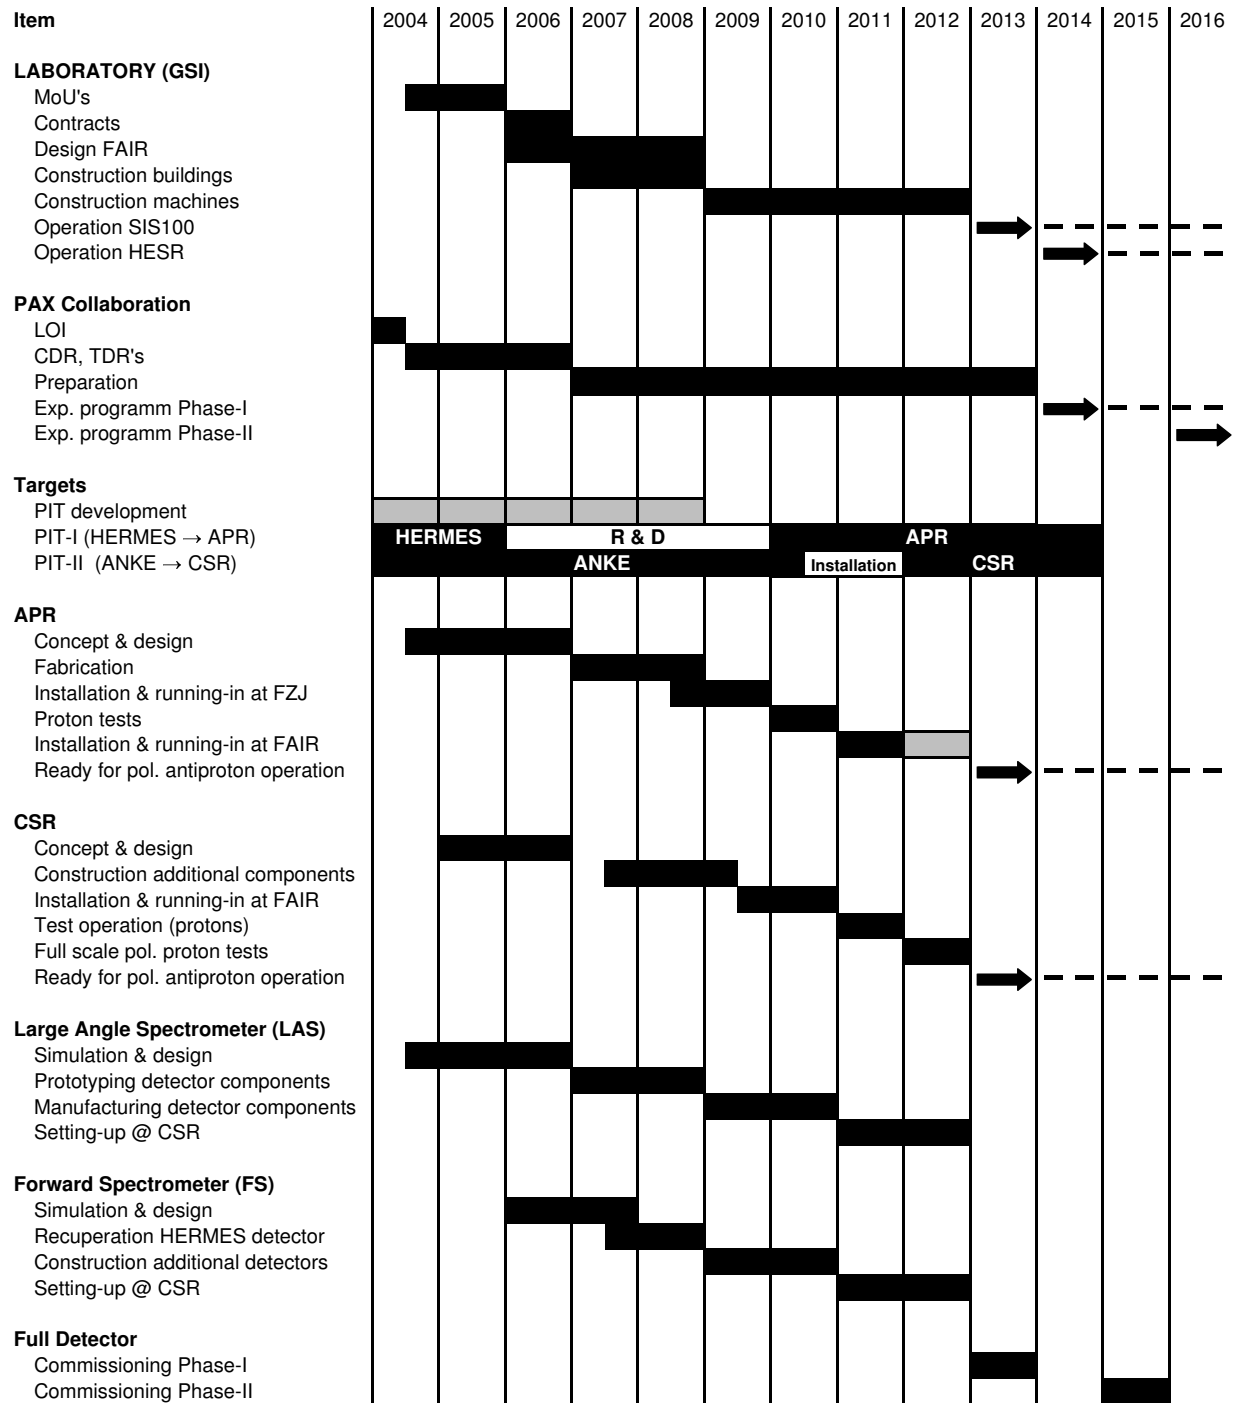 Item 2004 2005 2006 2007 2008 2009 2010 2011 2012 2013 2014 2015 2016
LABORATORY (GSI)
MoU's
Contracts
Design FAIR
Construction buildings
Construction machines
Operation SIS100
Operation HESR
PAX Collaboration
LOI
CDR, TDR's
Preparation
Exp. programm Phase-I
Exp. programm Phase-II
Targets
PIT development
PIT-I (HERMES → APR) HERMES R & D APR
PIT-II (ANKE → CSR) ANKE Installation CSR
APR
Concept & design
Fabrication
Installation & running-in at FZJ
Proton tests
Installation & running-in at FAIR
Ready for pol. antiproton operation
CSR
Concept & design
Construction additional components
Installation & running-in at FAIR
Test operation (protons)
Full scale pol. proton tests
Ready for pol. antiproton operation
Large Angle Spectrometer (LAS)
Simulation & design
Prototyping detector components
Manufacturing detector components
Setting-up @ CSR
Forward Spectrometer (FS)
Simulation & design
Recuperation HERMES detector
Construction additional detectors
Setting-up @ CSR
Full Detector
Commissioning Phase-I
Commissioning Phase-II